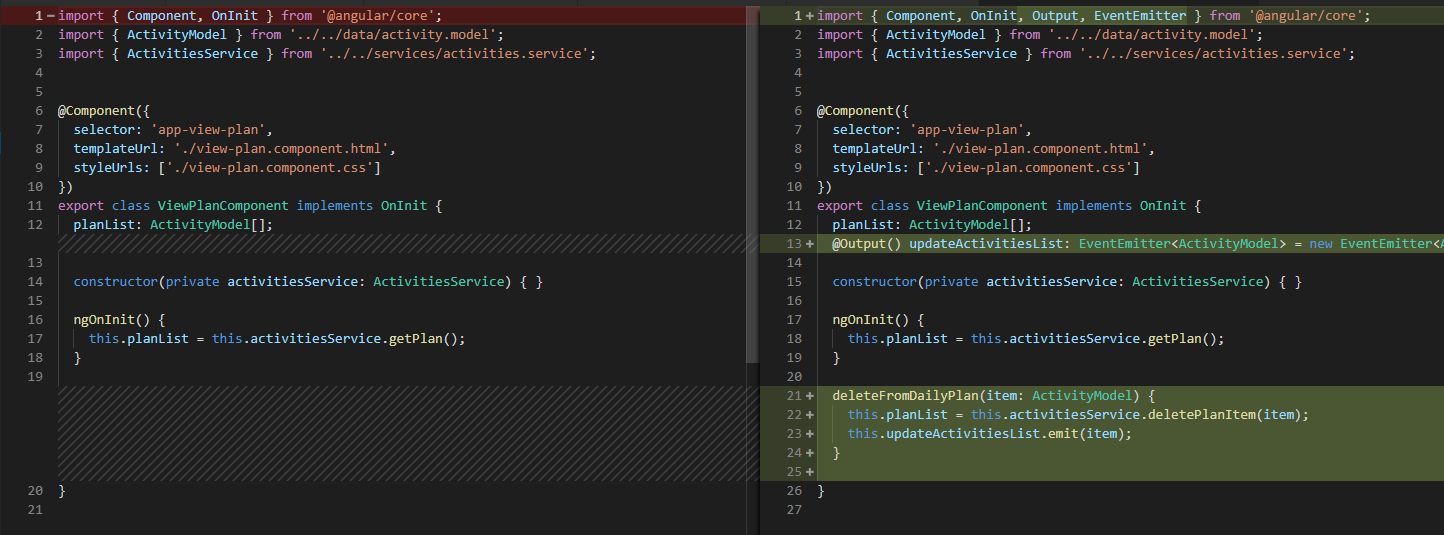 1 − import { Component, OnInit } from '@angular/core';
2 import { ActivityModel } from '../../data/activity.model';
3 import { ActivitiesService } from '../../services/activities.service';
4
5
6 @Component({
7   selector: 'app-view-plan',
8   templateUrl: './view-plan.component.html',
9   styleUrls: ['./view-plan.component.css']
10 })
11 export class ViewPlanComponent implements OnInit {
12   planList: ActivityModel[];
13
14   constructor(private activitiesService: ActivitiesService) { }
15
16   ngOnInit() {
17     this.planList = this.activitiesService.getPlan();
18   }
19
20 }
21
1 + import { Component, OnInit, Output, EventEmitter } from '@angular/core';
2 import { ActivityModel } from '../../data/activity.model';
3 import { ActivitiesService } from '../../services/activities.service';
4
5
6 @Component({
7   selector: 'app-view-plan',
8   templateUrl: './view-plan.component.html',
9   styleUrls: ['./view-plan.component.css']
10 })
11 export class ViewPlanComponent implements OnInit {
12   planList: ActivityModel[];
13 +   @Output() updateActivitiesList: EventEmitter<ActivityModel> = new EventEmitter<
14
15   constructor(private activitiesService: ActivitiesService) { }
16
17   ngOnInit() {
18     this.planList = this.activitiesService.getPlan();
19   }
20
21 +   deleteFromDailyPlan(item: ActivityModel) {
22 +     this.planList = this.activitiesService.deletePlanItem(item);
23 +     this.updateActivitiesList.emit(item);
24 +   }
25 +
26 }
27